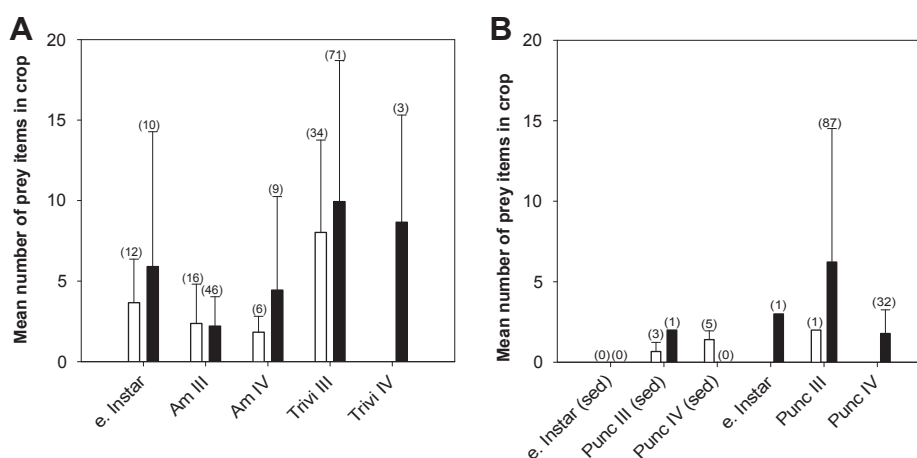 A
Mean number of prey items in crop
20
15
10
5
0
(12)
(10)
(16)
(46)
(6)
(9)
(34)
(71)
(3)
e. Instar
Am III
Am IV
Trivi III
Trivi IV
B
Mean number of prey items in crop
20
15
10
5
0
(0)
(0)
(3)
(1)
(5)
(0)
(1)
(1)
(87)
(32)
e. Instar (sed)
Punc III (sed)
Punc IV (sed)
e. Instar
Punc III
Punc IV